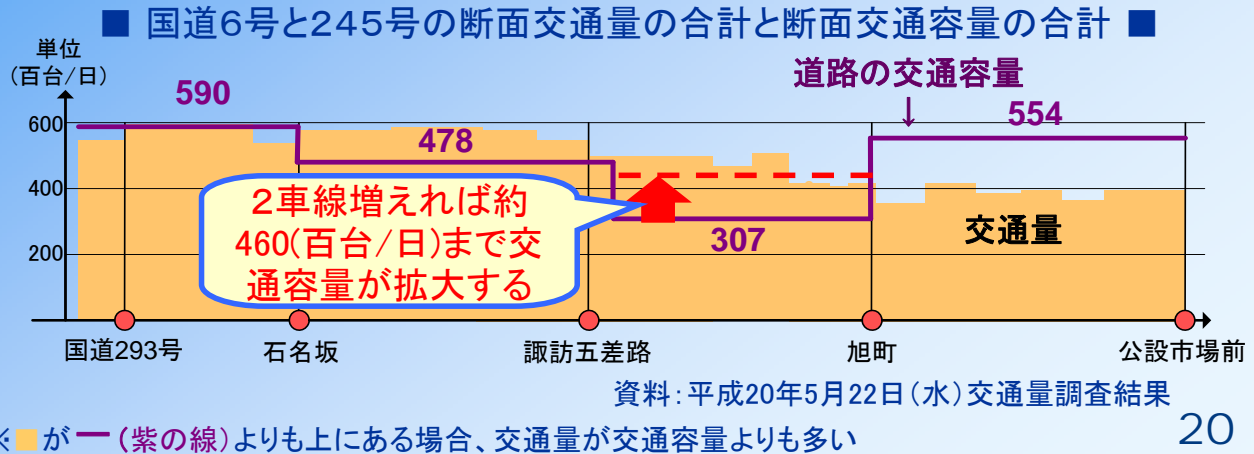 ■ 国道6号と245号の断面交通量の合計と断面交通容量の合計 ■
単位
(百台/日)
道路の交通容量
↓
590
478
307
554
600
400
200
2車線増えれば約
460(百台/日)まで交
通容量が拡大する
交通量
国道293号
石名坂
諏訪五差路
旭町
公設市場前
資料：平成20年5月22日（水）交通量調査結果
※■が━（紫の線）よりも上にある場合、交通量が交通容量よりも多い
20